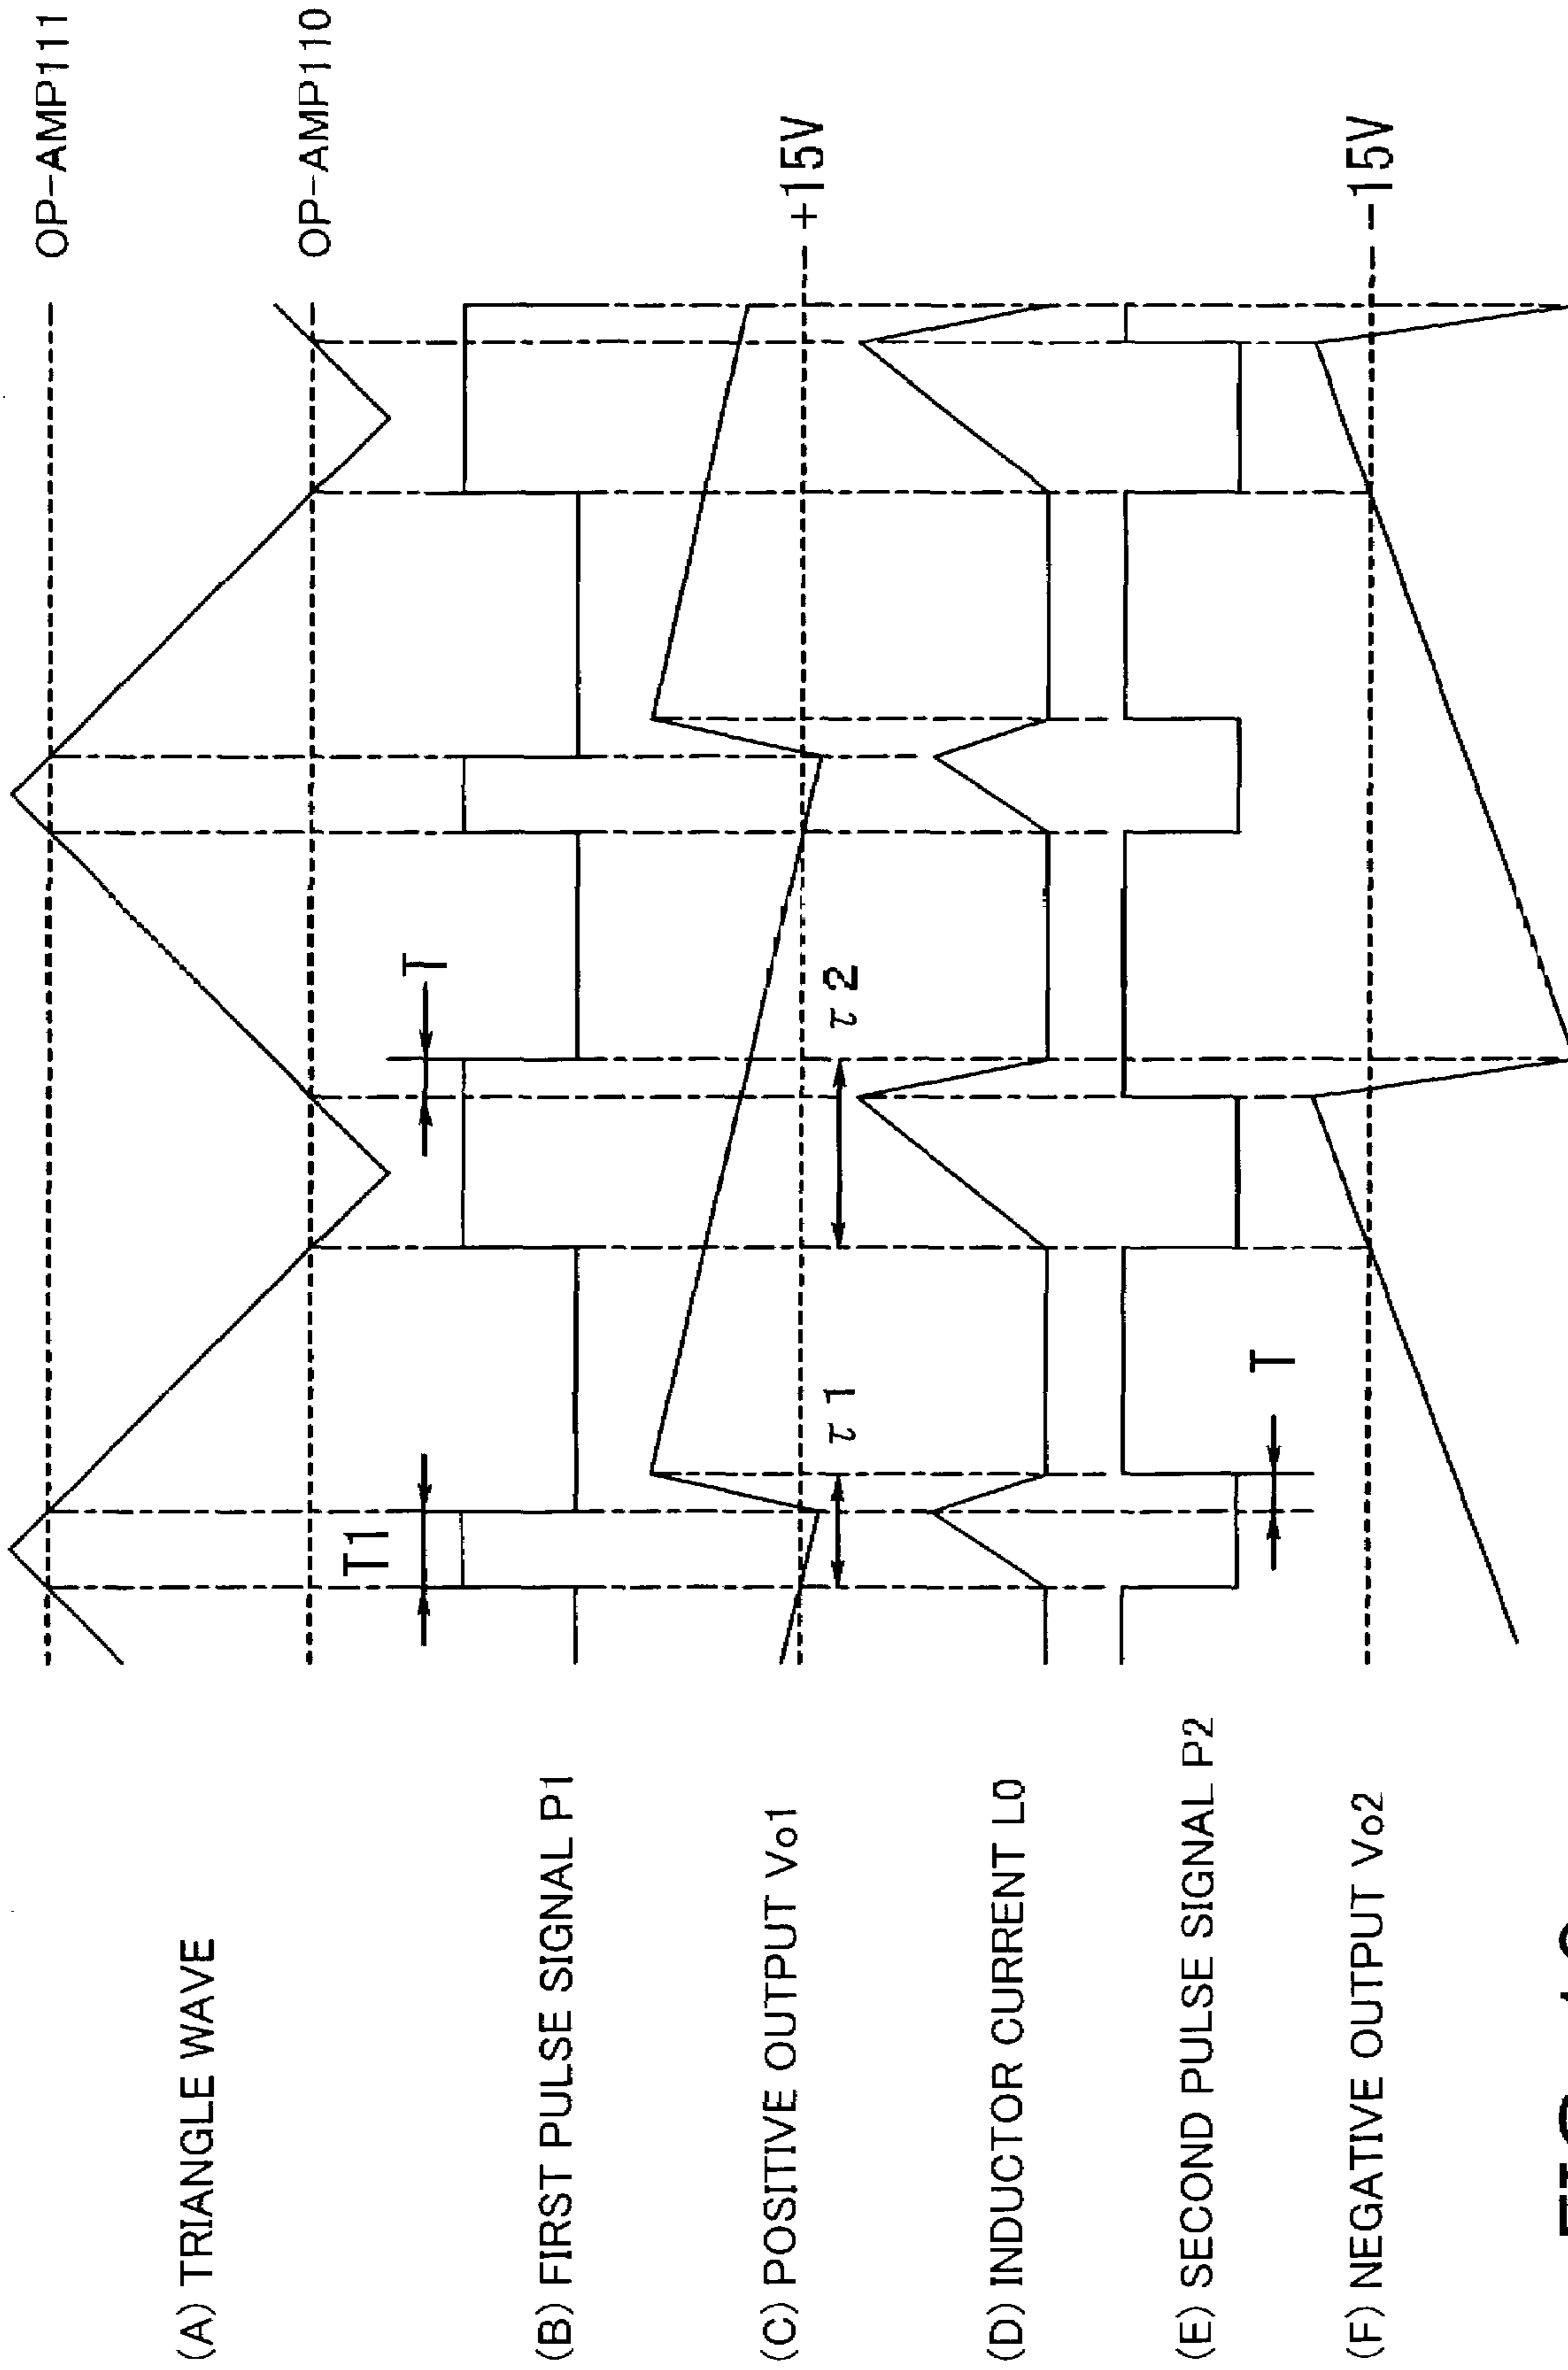 OP-AMP111
OP-AMP110
(A) TRIANGLE WAVE
T1
T
(B) FIRST PULSE SIGNAL P1
(C) POSITIVE OUTPUT Vo1
+15V
τ1
τ2
(D) INDUCTOR CURRENT L0
(E) SECOND PULSE SIGNAL P2
T
(F) NEGATIVE OUTPUT Vo2
-15V